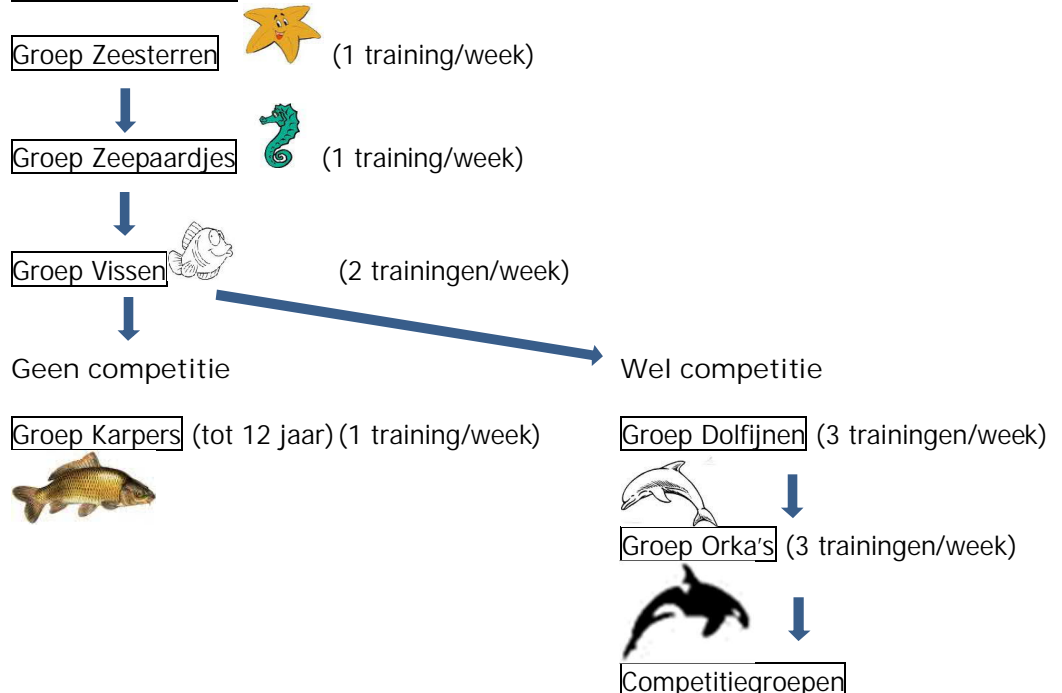 Groep Zeesterren (1 training/week)
Groep Zeepaardjes (1 training/week)
Groep Vissen (2 trainingen/week)
Geen competitie
Wel competitie
Groep Karpers (tot 12 jaar) (1 training/week)
Groep Dolfijnen (3 trainingen/week)
Groep Orka's (3 trainingen/week)
Competitiegroepen